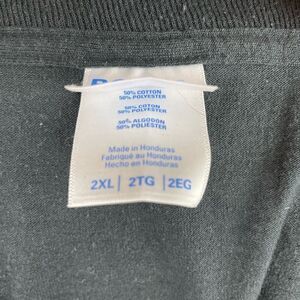 50% COTTON
50% POLYESTER
50% COTON
50% POLYESTER
50% ALGODON
50% POLIESTER
Made in Honduras
Fabriqué au Honduras
Hecho en Honduras
2XL | 2TG | 2EG